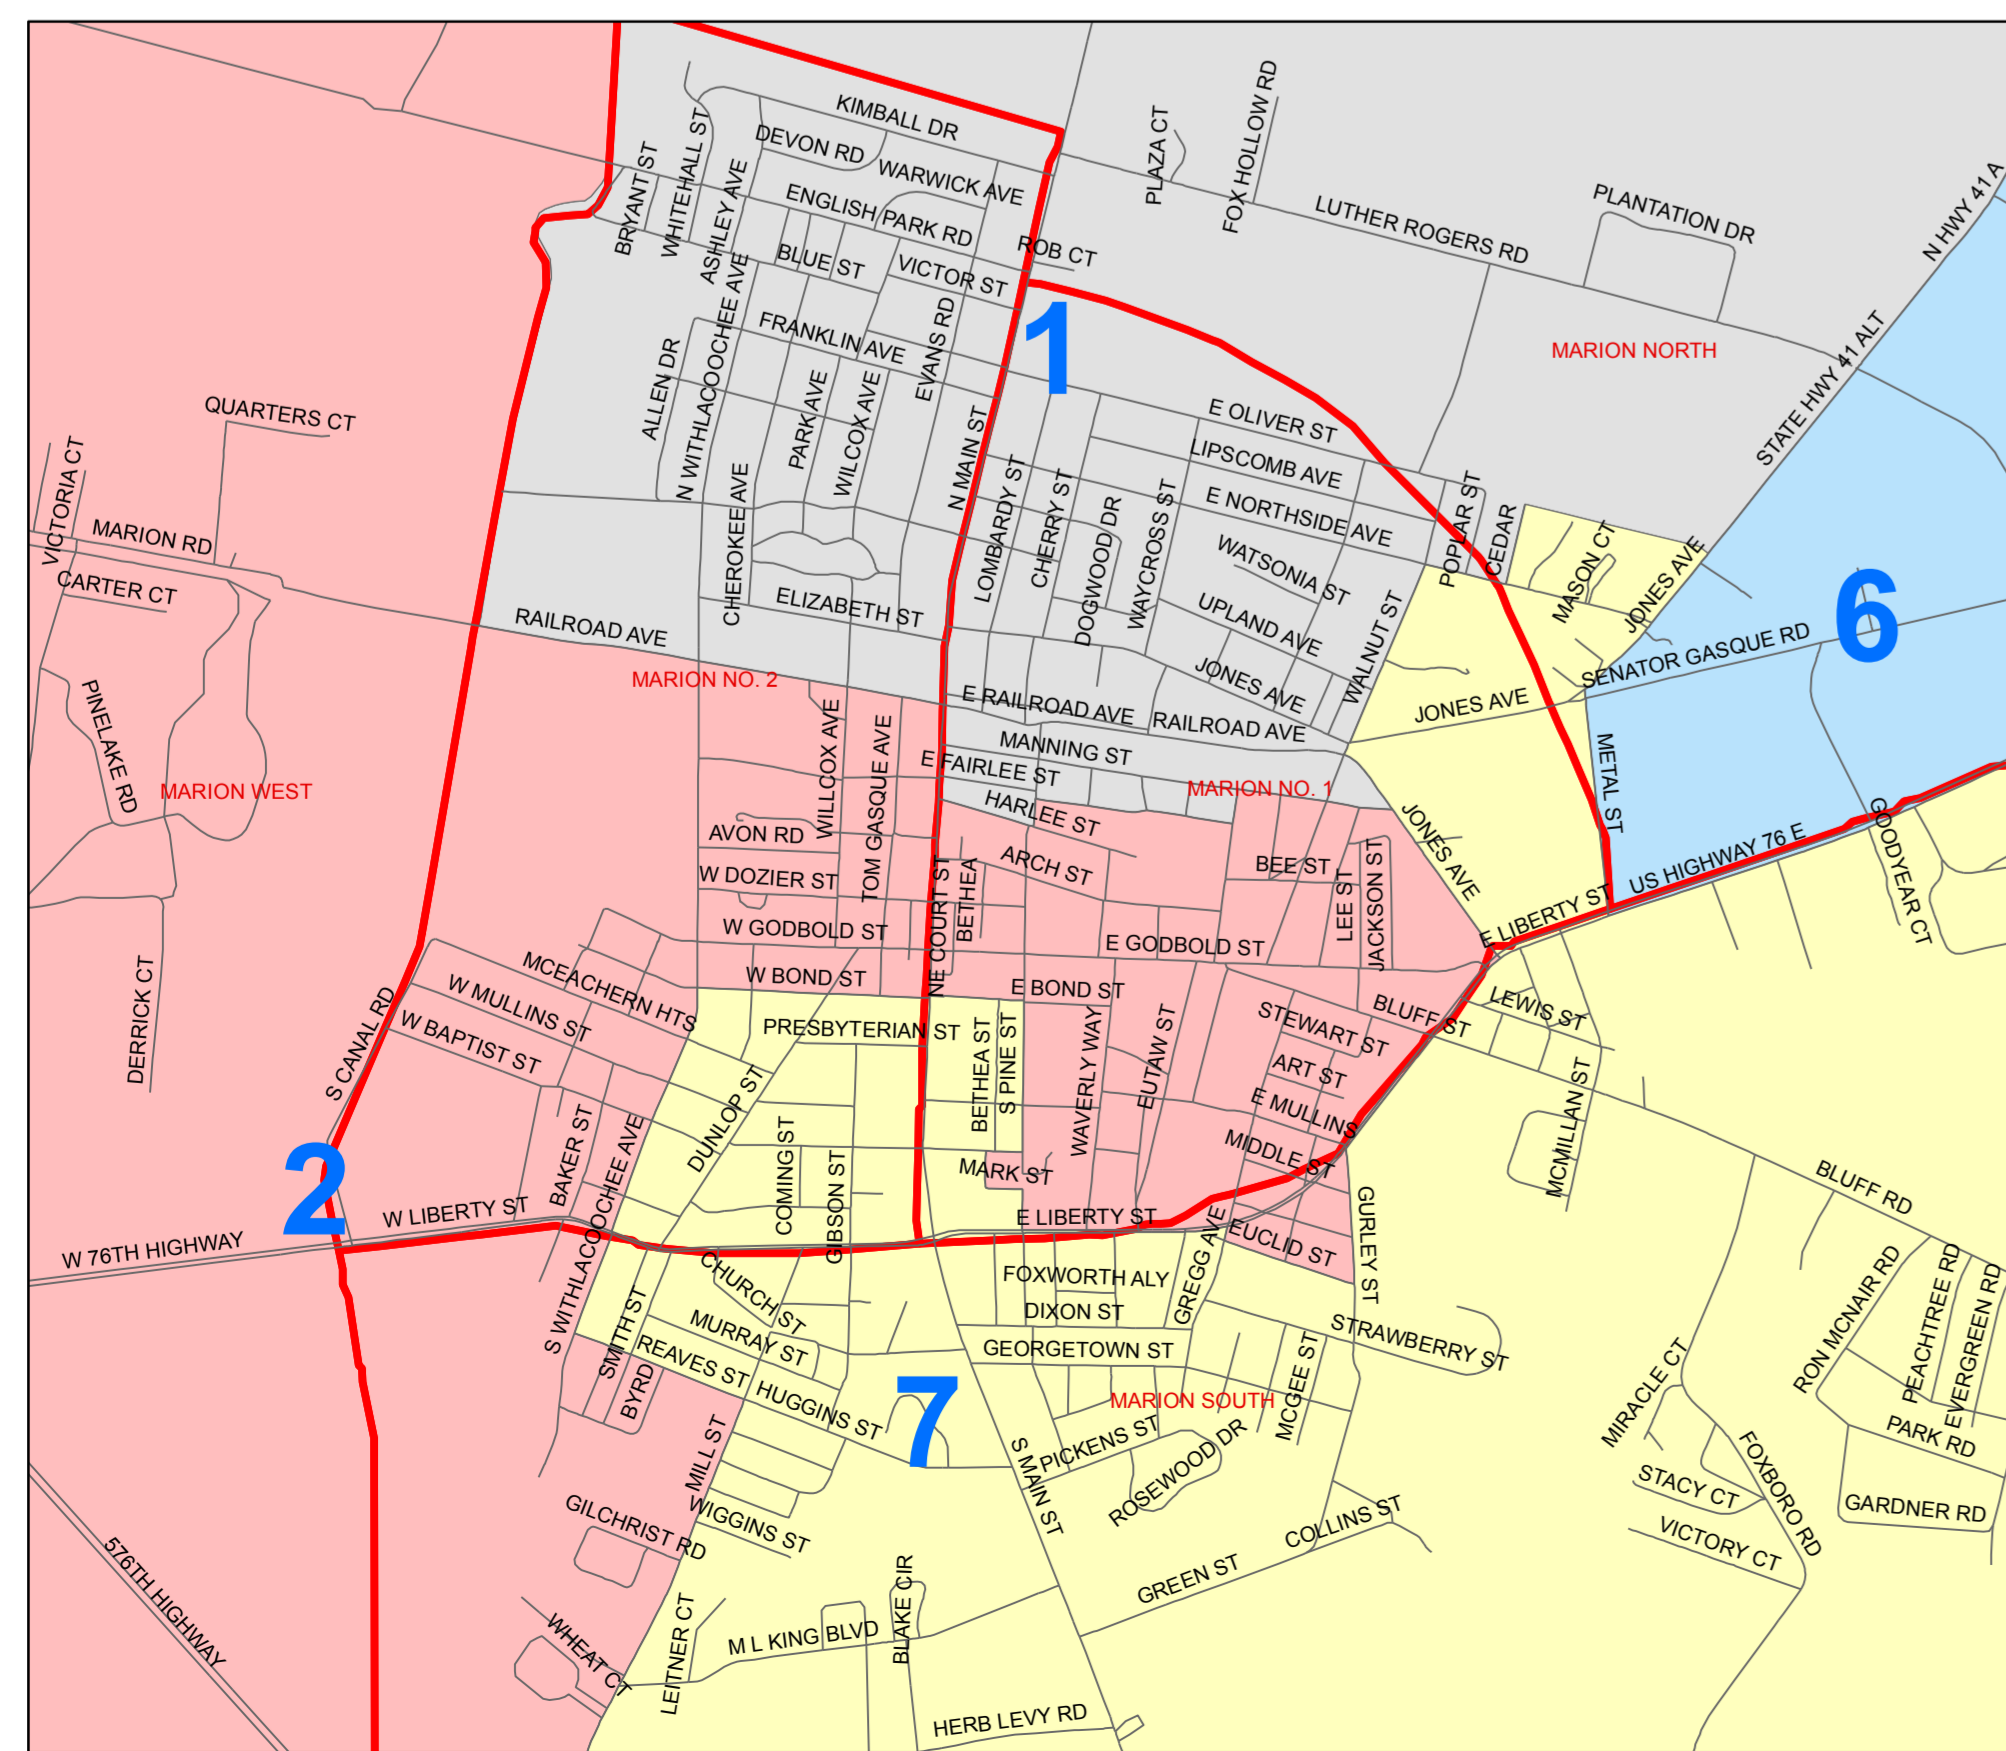 KIMBALL DR
DEVON RD
WARWICK AVE
ENGLISH PARK RD
BRYANT ST
WHITEHALL ST
ASHLEY AVE
BLUE ST
VICTOR ST
ROB CT
PLAZA CT
FOX HOLLOW RD
LUTHER ROGERS RD
PLANTATION DR
N HWY 41 A
STATE HWY 41 ALT
1
MARION NORTH
FRANKLIN AVE
EVANS RD
ALLEN DR
N WITHLACOOCHEE AVE
PARK AVE
WILCOX AVE
CHEROKEE AVE
N MAIN ST
LOMBARDY ST
CHERRY ST
DOGWOOD DR
WAYCROSS ST
E OLIVER ST
LIPSCOMB AVE
E NORTHSIDE AVE
WATSONIA ST
UPLAND AVE
JONES AVE
WALNUT ST
POPLAR ST
CEDAR
MASON CT
JONES AVE
6
SENATOR GASQUE RD
JONES AVE
METAL ST
QUARTERS CT
VICTORIA CT
MARION RD
CARTER CT
PINELAKE RD
MARION WEST
DERRICK CT
RAILROAD AVE
ELIZABETH ST
MARION NO. 2
E RAILROAD AVE
RAILROAD AVE
MANNING ST
E FAIRLEE ST
MARION NO. 1
HARLEE ST
WILLCOX AVE
TOM GASQUE AVE
AVON RD
W DOZIER ST
W GODBOLD ST
W BOND ST
NE COURT ST
BETHEA
ARCH ST
BEE ST
LEE ST
JACKSON ST
JONES AVE
E LIBERTY ST
US HIGHWAY 76 E
GOODYEAR CT
E GODBOLD ST
E BOND ST
MCEACHERN HTS
W MULLINS ST
W BAPTIST ST
S CANAL RD
PRESBYTERIAN ST
BETHEA ST
S PINE ST
WAVERLY WAY
EUTAW ST
STEWART ST
BLUFF ST
LEWIS ST
ART ST
E MULLINS
MIDDLE ST
MCMILLAN ST
BLUFF RD
2
BAKER ST
S WITHLACOOCHEE AVE
DUNLOP ST
COMING ST
GIBSON ST
MARK ST
W LIBERTY ST
W 76TH HIGHWAY
E LIBERTY ST
EUCLID ST
GURLEY ST
GREGG AVE
FOXWORTH ALY
DIXON ST
GEORGETOWN ST
CHURCH ST
MURRAY ST
SMITH ST
REAVES ST
BYRD
HUGGINS ST
7
MARION SOUTH
STRAWBERRY ST
MCGEE ST
PICKENS ST
ROSEWOOD DR
S MAIN ST
MIRACLE CT
RON MCNAIR RD
PEACHTREE RD
EVERGREEN RD
PARK RD
GARDNER RD
FOXBORO RD
STACY CT
VICTORY CT
MILL ST
WIGGINS ST
GILCHRIST RD
COLLINS ST
GREEN ST
576TH HIGHWAY
WHEAT CT
LEITNER CT
M L KING BLVD
BLAKE CIR
HERB LEVY RD